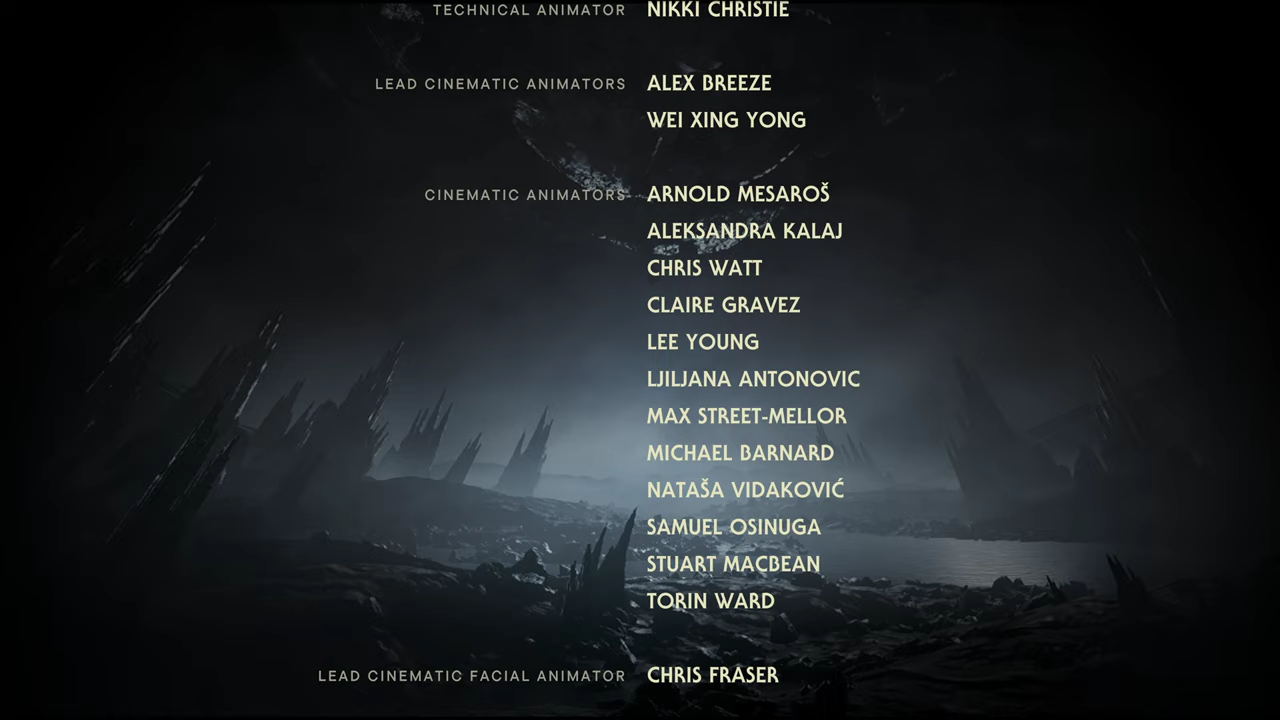 TECHNICAL ANIMATOR NIKKI CHRISTIE
LEAD CINEMATIC ANIMATORS ALEX BREEZE
WEI XING YONG
CINEMATIC ANIMATORS ARNOLD MESAROŠ
ALEKSANDRA KALAJ
CHRIS WATT
CLAIRE GRAVEZ
LEE YOUNG
LJILJANA ANTONOVIC
MAX STREET-MELLOR
MICHAEL BARNARD
NATAŠA VIDAKOVIĆ
SAMUEL OSINUGA
STUART MACBEAN
TORIN WARD
LEAD CINEMATIC FACIAL ANIMATOR CHRIS FRASER